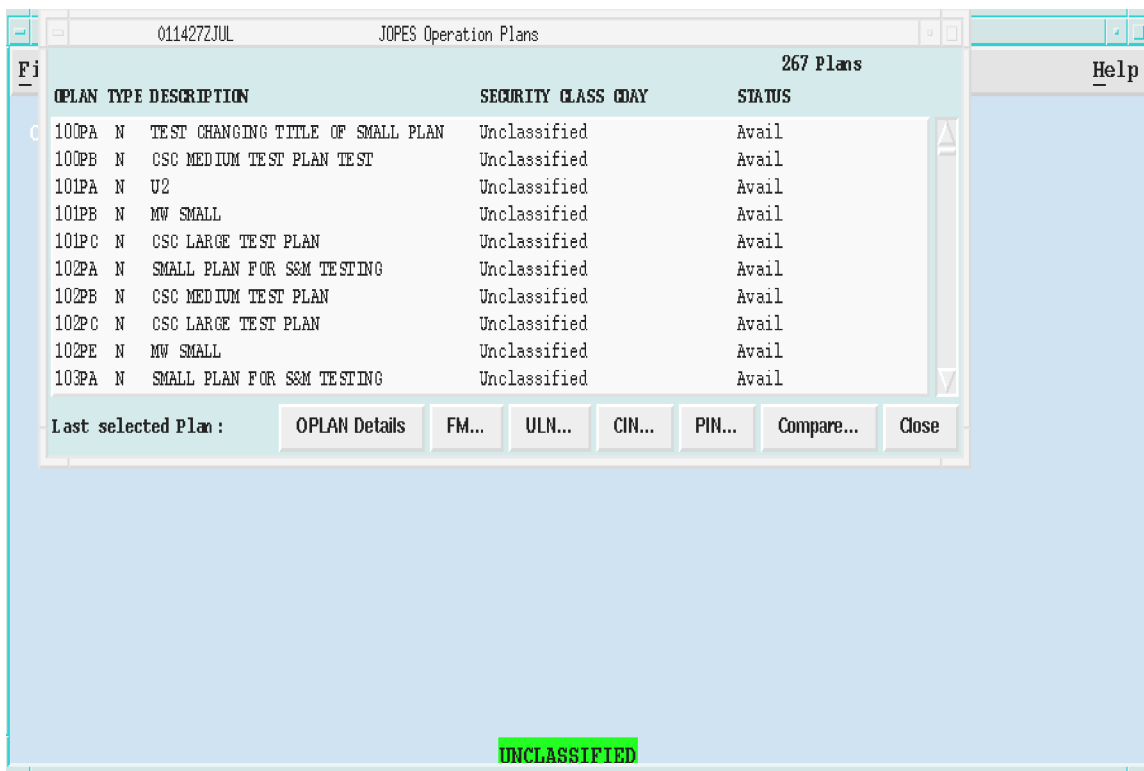 011427ZJUL JOPES Operation Plans
267 Plans
Help
OPLAN TYPE DESCRIPTION SECURITY CLASS CDAY STATUS
100PA N TEST CHANGING TITLE OF SMALL PLAN Unclassified Avail
100PB N CSC MEDIUM TEST PLAN TEST Unclassified Avail
101PA N U2 Unclassified Avail
101PB N MW SMALL Unclassified Avail
101PC N CSC LARGE TEST PLAN Unclassified Avail
102PA N SMALL PLAN FOR S&M TESTING Unclassified Avail
102PB N CSC MEDIUM TEST PLAN Unclassified Avail
102PC N CSC LARGE TEST PLAN Unclassified Avail
102PE N MW SMALL Unclassified Avail
103PA N SMALL PLAN FOR S&M TESTING Unclassified Avail
Last selected Plan: OPLAN Details FM... ULN... CIN... PIN... Compare... Close
UNCLASSIFIED